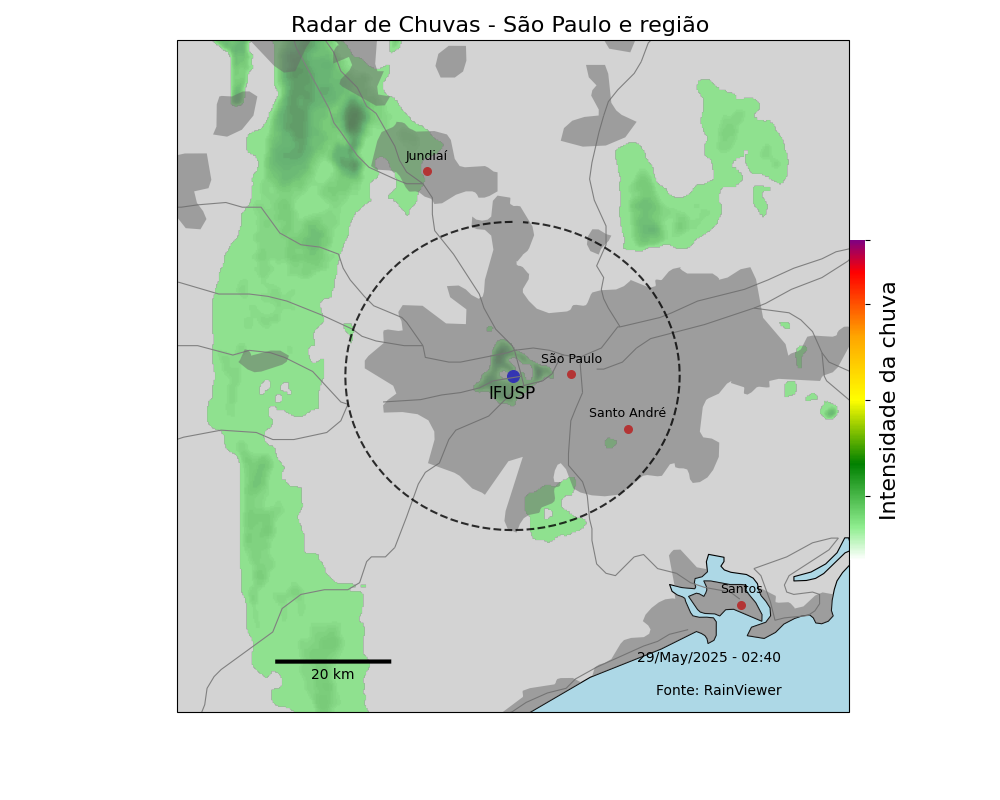 Radar de Chuvas - São Paulo e região
Jundiaí
São Paulo
IFUSP
Santo André
Intensidade da chuva
Santos
29/May/2025 - 02:40
20 km
Fonte: RainViewer